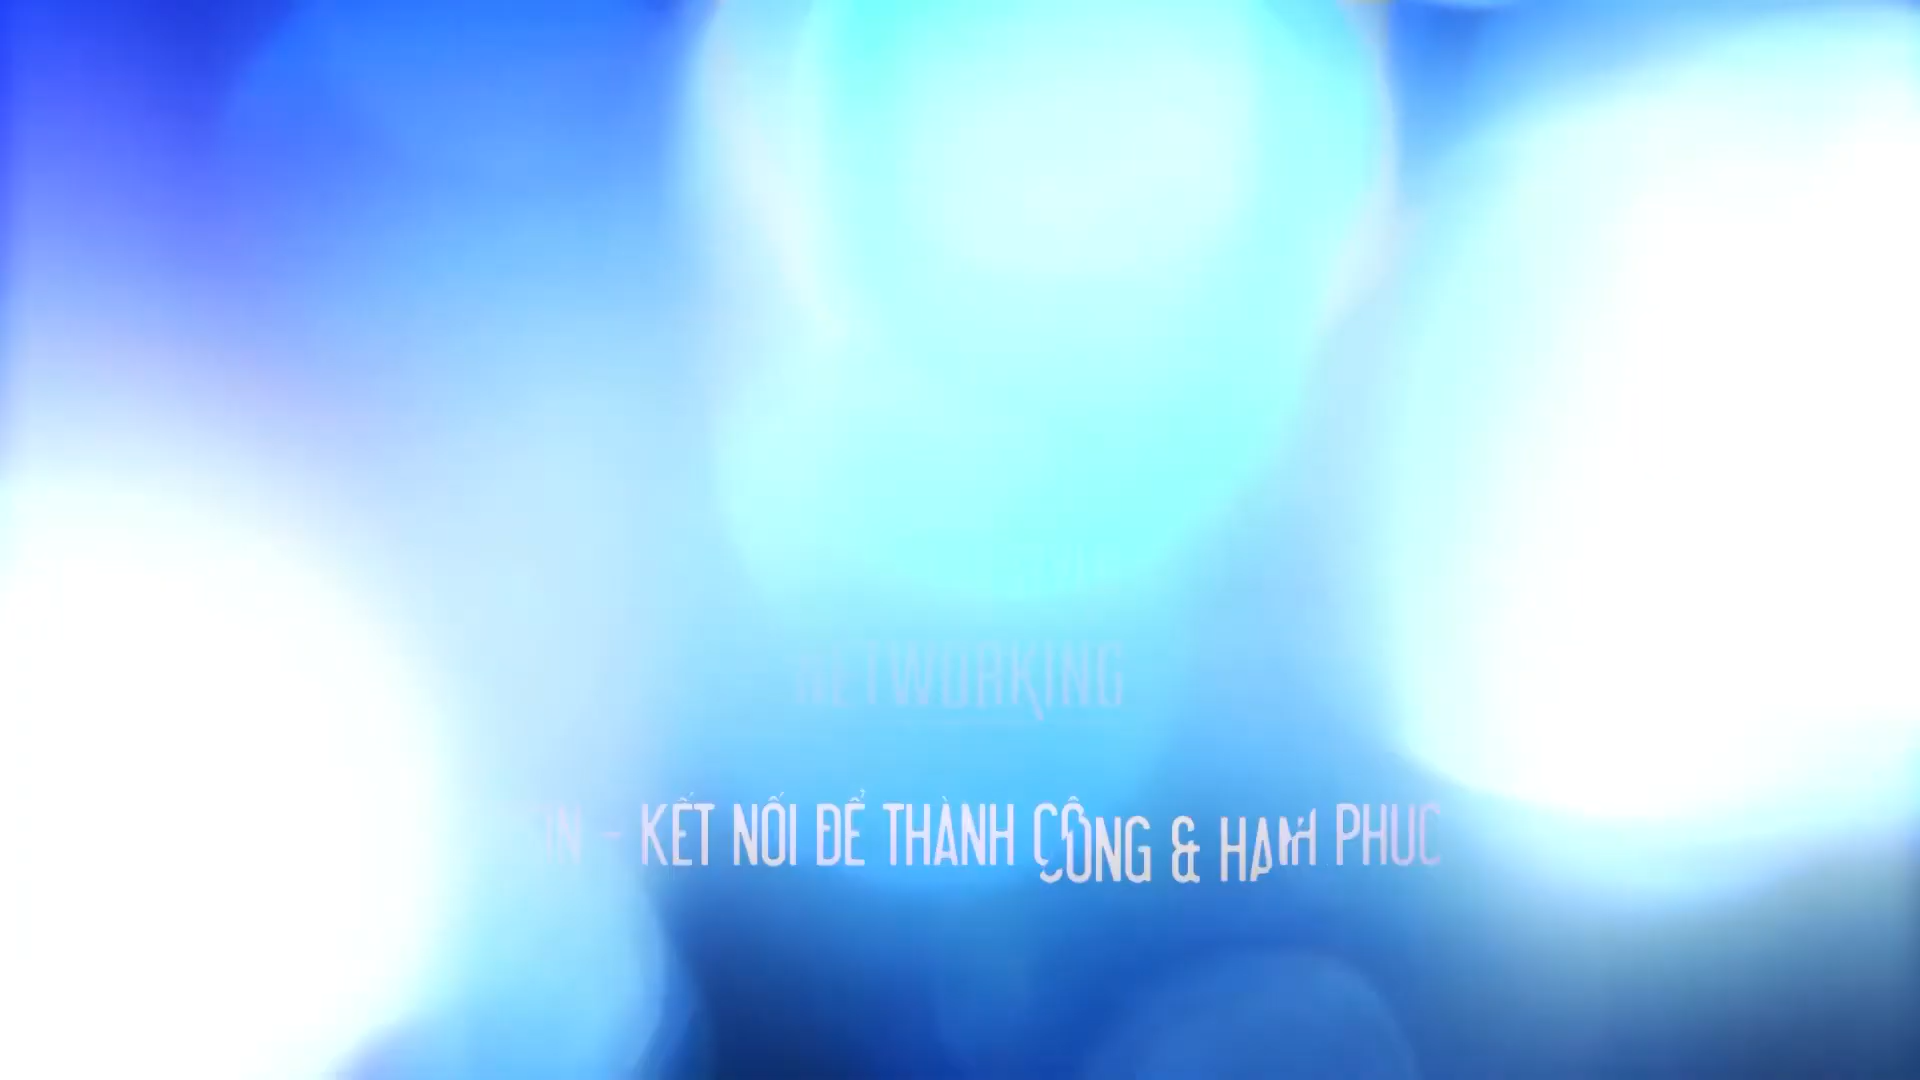 NETWORKING
- KẾT NỐI ĐỂ THÀNH CÔNG & HẠNH PHÚC